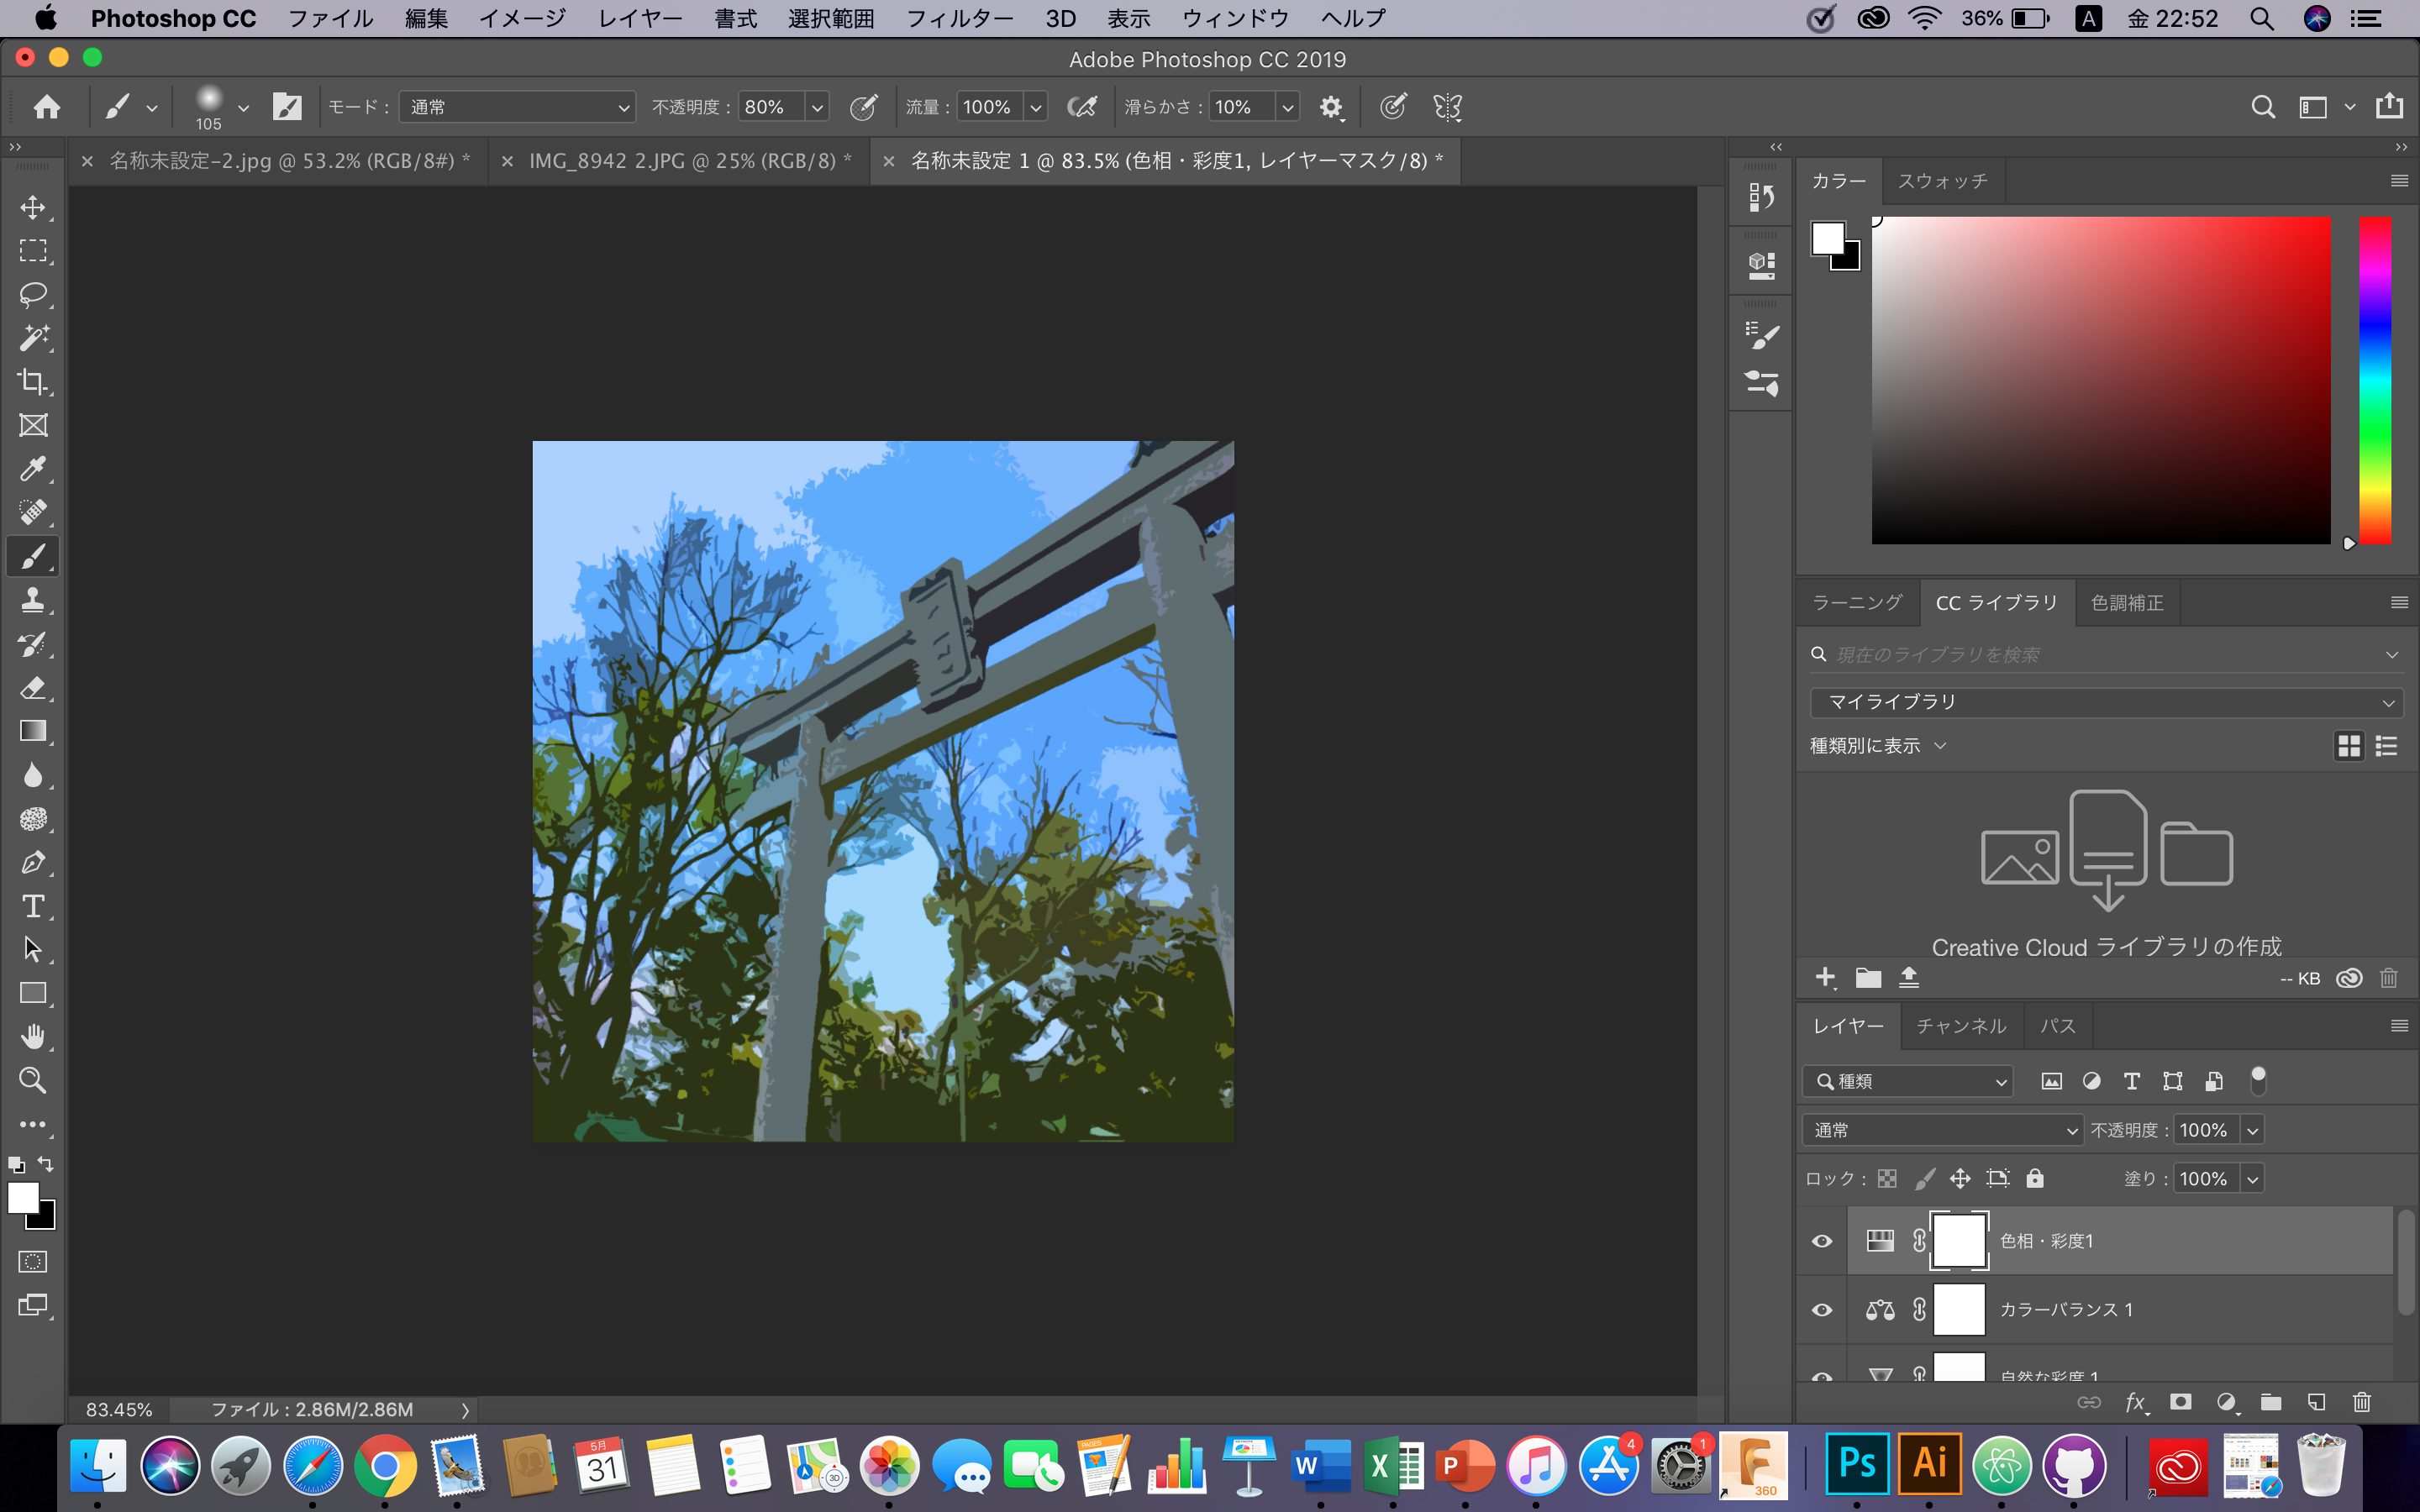 Photoshop CC ファイル 編集 イメージ レイヤー 書式 選択範囲 フィルター 3D 表示 ウィンドウ ヘルプ 36% A 金 22:52
Adobe Photoshop CC 2019
105 モード： 通常 不透明度： 80% 流量： 100% 滑らかさ： 10%
× 名称未設定-2.jpg @ 53.2% (RGB/8#) * × IMG_8942 2.JPG @ 25% (RGB/8) * × 名称未設定 1 @ 83.5% (色相・彩度1, レイヤーマスク/8) *
カラー スウォッチ
ラーニング CC ライブラリ 色調補正
現在のライブラリを検索
マイライブラリ
種類別に表示
Creative Cloud ライブラリの作成
-- KB
レイヤー チャンネル パス
種類
通常 不透明度： 100%
ロック： 塗り： 100%
色相・彩度1
カラーバランス 1
自然な彩度 1
fx
83.45% ファイル：2.86M/2.86M
5月
31
3D
PAGES
W X P
4
1
F
360
Ps Ai